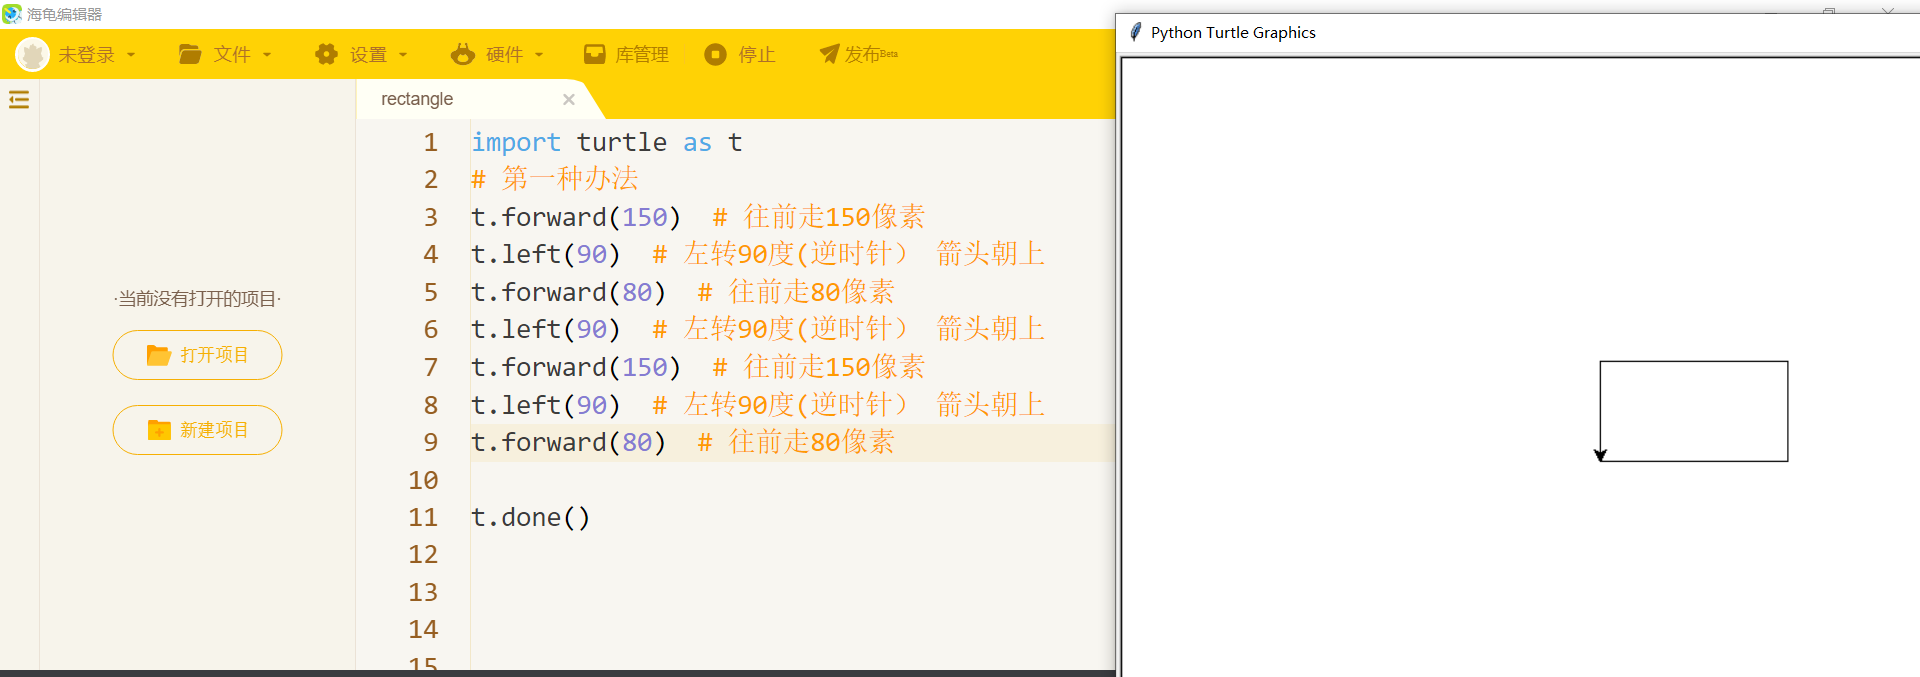 海龟编辑器
未登录 文件 设置 硬件 库管理 停止 发布Beta
rectangle
·当前没有打开的项目·
打开项目
新建项目
1 import turtle as t
2 # 第一种办法
3 t.forward(150)  # 往前走150像素
4 t.left(90)  # 左转90度(逆时针） 箭头朝上
5 t.forward(80)  # 往前走80像素
6 t.left(90)  # 左转90度(逆时针） 箭头朝上
7 t.forward(150)  # 往前走150像素
8 t.left(90)  # 左转90度(逆时针） 箭头朝上
9 t.forward(80)  # 往前走80像素
10
11 t.done()
12
13
14
15
Python Turtle Graphics